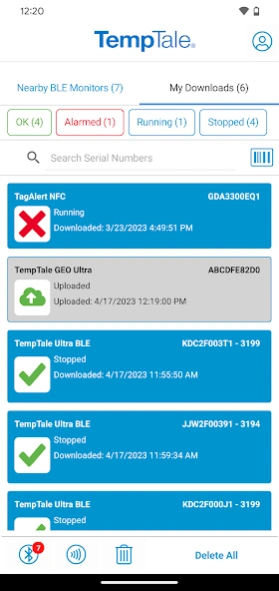 12:20
TempTale®
Nearby BLE Monitors (7)
My Downloads (6)
OK (4)
Alarmed (1)
Running (1)
Stopped (4)
Search Serial Numbers
TagAlert NFC GDA3300EQ1
Running
Downloaded: 3/23/2023 4:49:51 PM
TempTale GEO Ultra ABCDFE82D0
Uploaded
Uploaded: 4/17/2023 12:19:00 PM
TempTale Ultra BLE KDC2F003T1 - 3199
Stopped
Downloaded: 4/17/2023 11:55:50 AM
TempTale Ultra BLE JJW2F00391 - 3194
Stopped
Downloaded: 4/17/2023 11:59:34 AM
TempTale Ultra BLE KDC2F000J1 - 3199
Stopped
7
Delete All